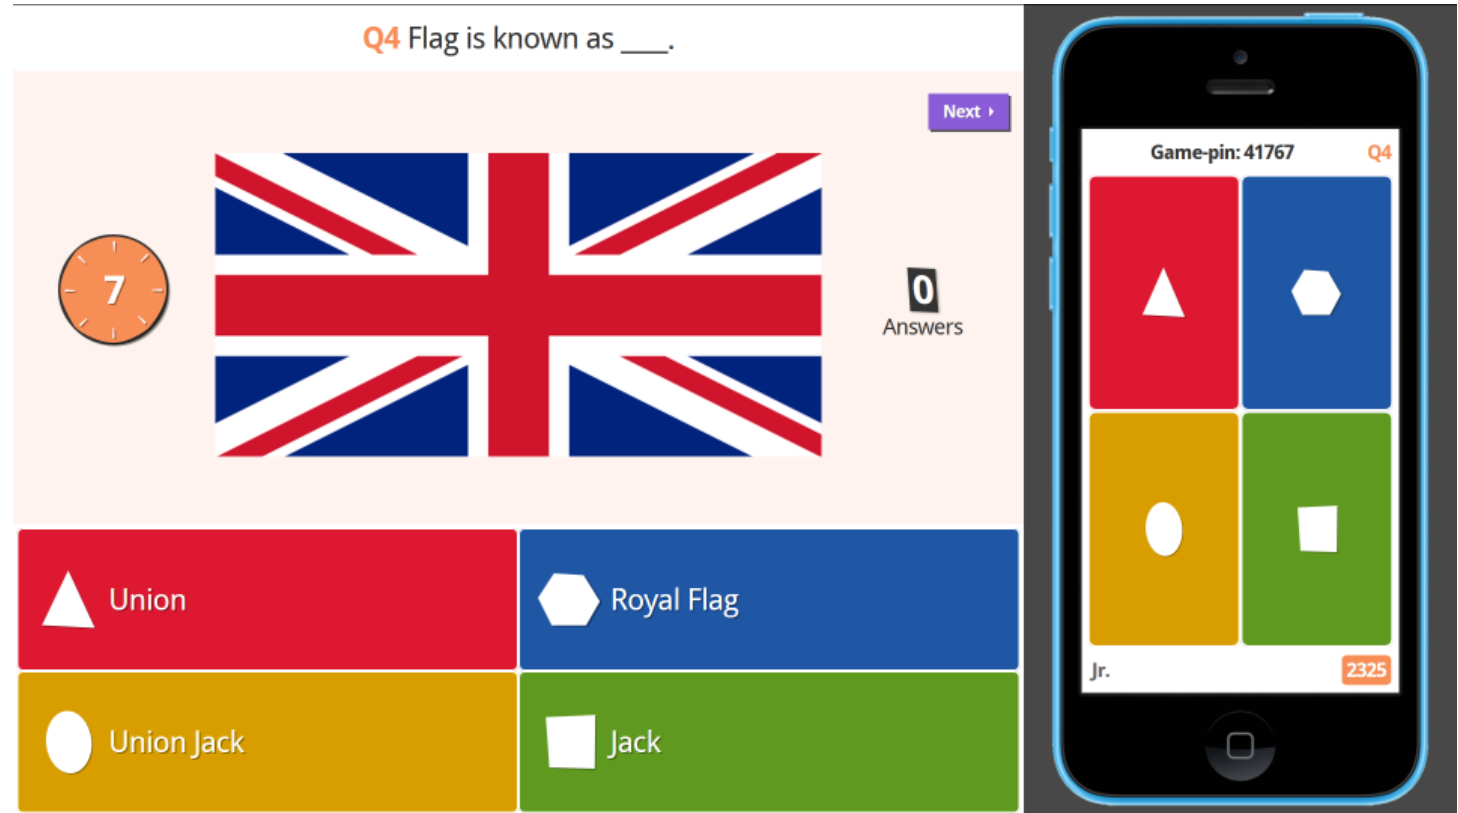 Q4 Flag is known as ____.
Next
7
0
Answers
Union
Royal Flag
Union Jack
Jack
Game-pin: 41767 Q4
Jr. 2325